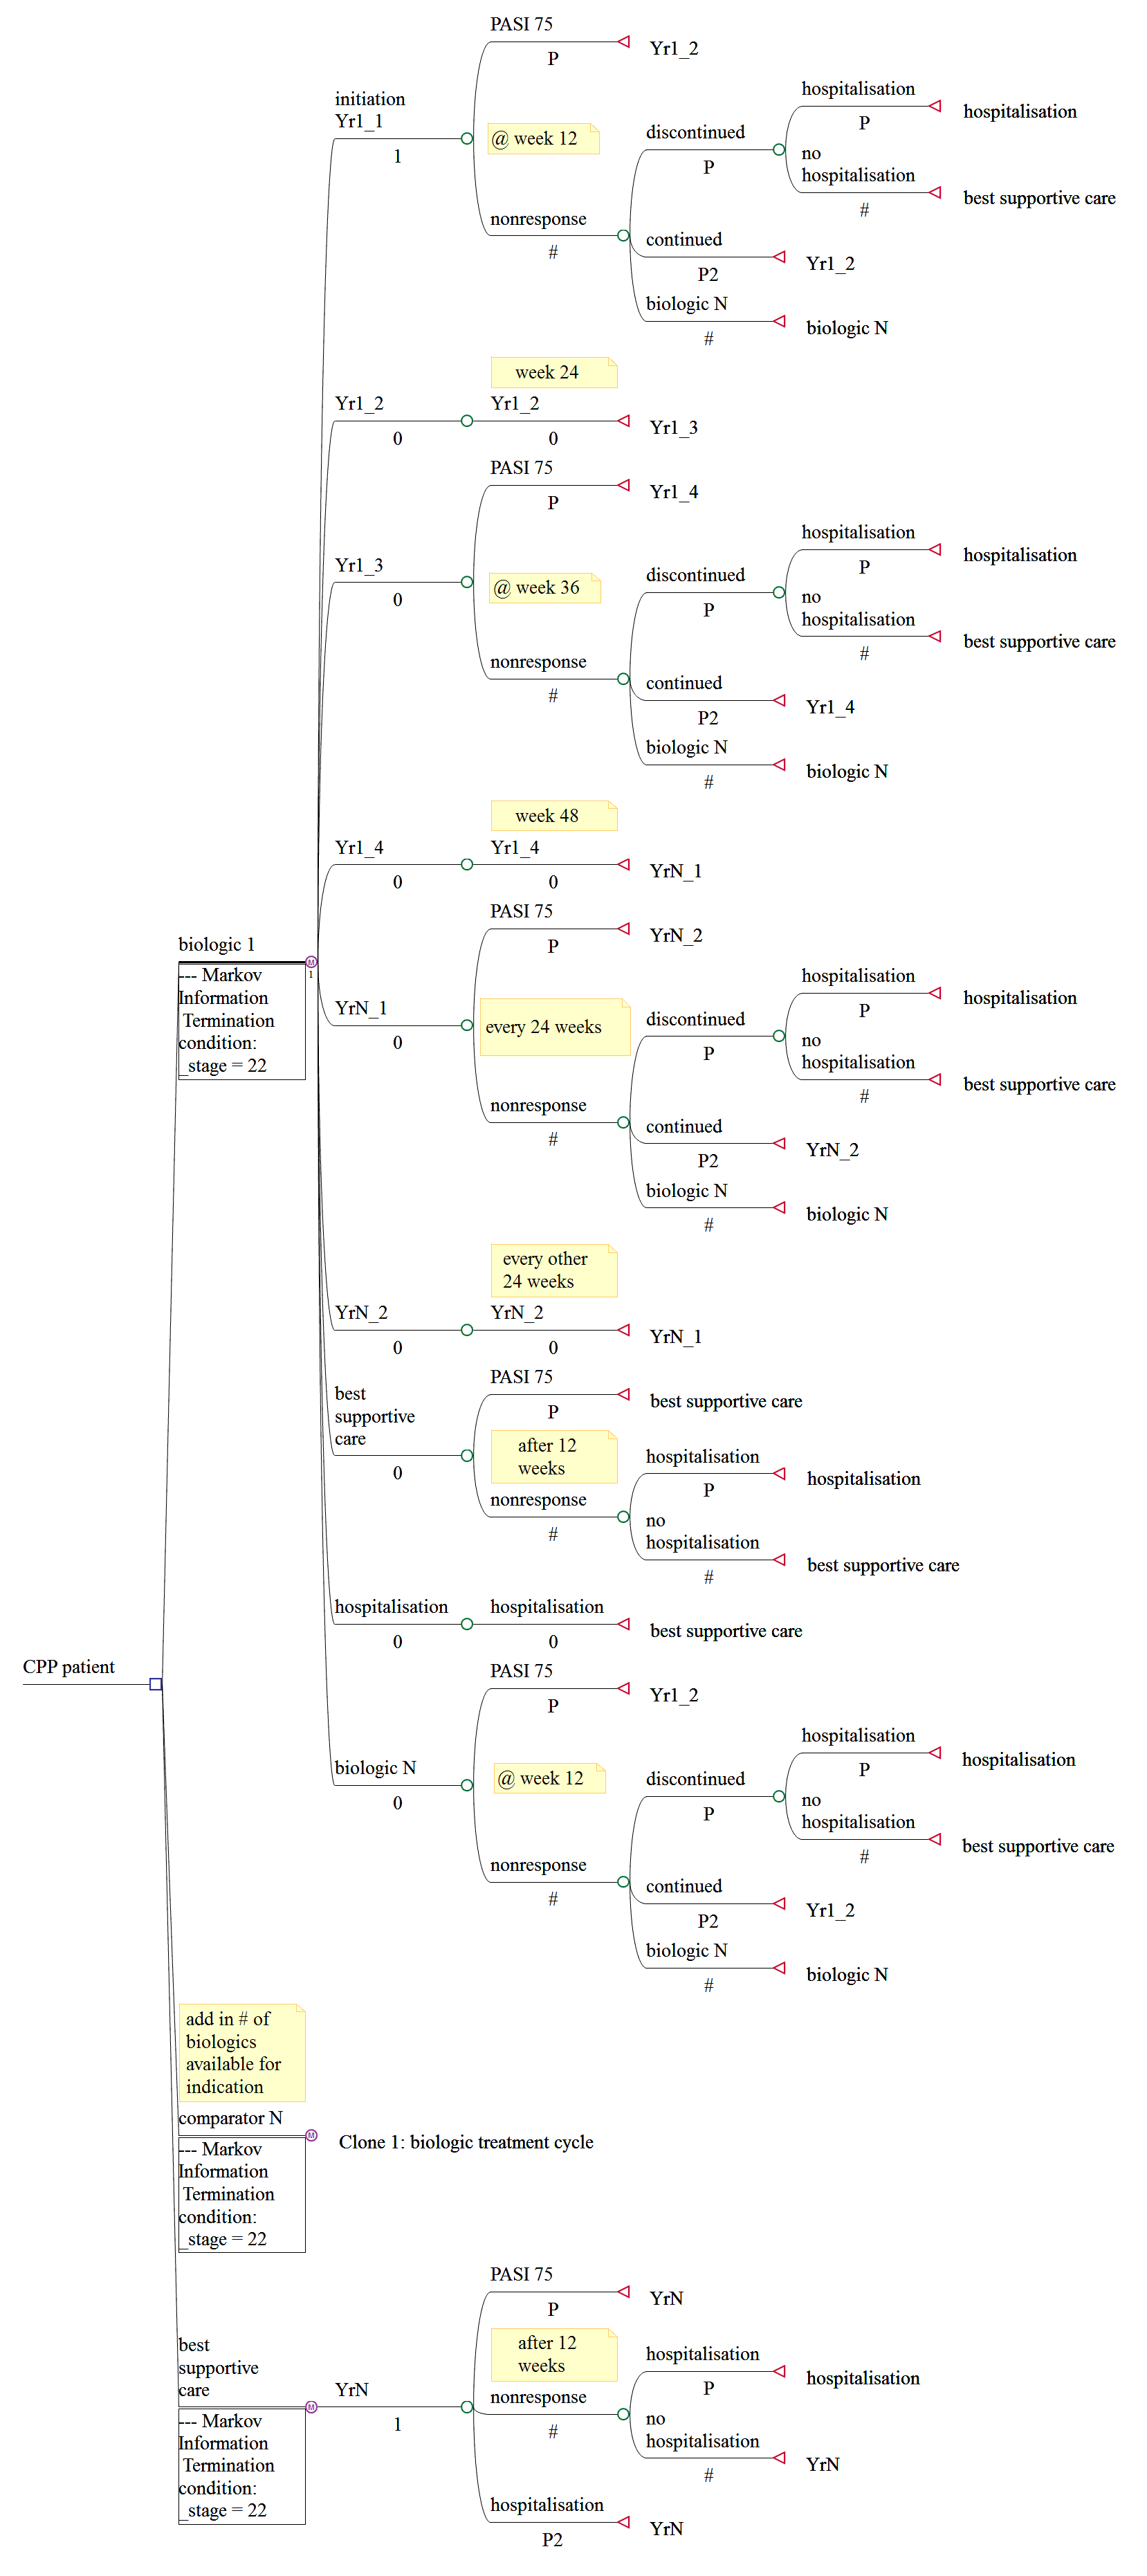 PASI 75
P
Yr1_2
initiation
Yr1_1
1
@ week 12
nonresponse
#
discontinued
P
hospitalisation
P
hospitalisation
no
hospitalisation
#
best supportive care
continued
P2
Yr1_2
biologic N
#
biologic N
week 24
Yr1_2
0
Yr1_2
0
Yr1_3
PASI 75
P
Yr1_4
Yr1_3
0
@ week 36
nonresponse
#
discontinued
P
hospitalisation
P
hospitalisation
no
hospitalisation
#
best supportive care
continued
P2
Yr1_4
biologic N
#
biologic N
week 48
Yr1_4
0
Yr1_4
0
YrN_1
biologic 1
--- Markov
Information
Termination
condition:
_stage = 22
M
1
PASI 75
P
YrN_2
YrN_1
0
every 24 weeks
nonresponse
#
discontinued
P
hospitalisation
P
hospitalisation
no
hospitalisation
#
best supportive care
continued
P2
YrN_2
biologic N
#
biologic N
every other
24 weeks
YrN_2
0
YrN_2
0
YrN_1
best
supportive
care
0
PASI 75
P
best supportive care
after 12
weeks
nonresponse
#
hospitalisation
P
hospitalisation
no
hospitalisation
#
best supportive care
hospitalisation
0
hospitalisation
0
best supportive care
CPP patient
PASI 75
P
Yr1_2
biologic N
0
@ week 12
nonresponse
#
discontinued
P
hospitalisation
P
hospitalisation
no
hospitalisation
#
best supportive care
continued
P2
Yr1_2
biologic N
#
biologic N
add in # of
biologics
available for
indication
comparator N
M
Clone 1: biologic treatment cycle
--- Markov
Information
Termination
condition:
_stage = 22
best
supportive
care
M
--- Markov
Information
Termination
condition:
_stage = 22
YrN
1
PASI 75
P
YrN
after 12
weeks
nonresponse
#
hospitalisation
P
hospitalisation
no
hospitalisation
#
YrN
hospitalisation
P2
YrN